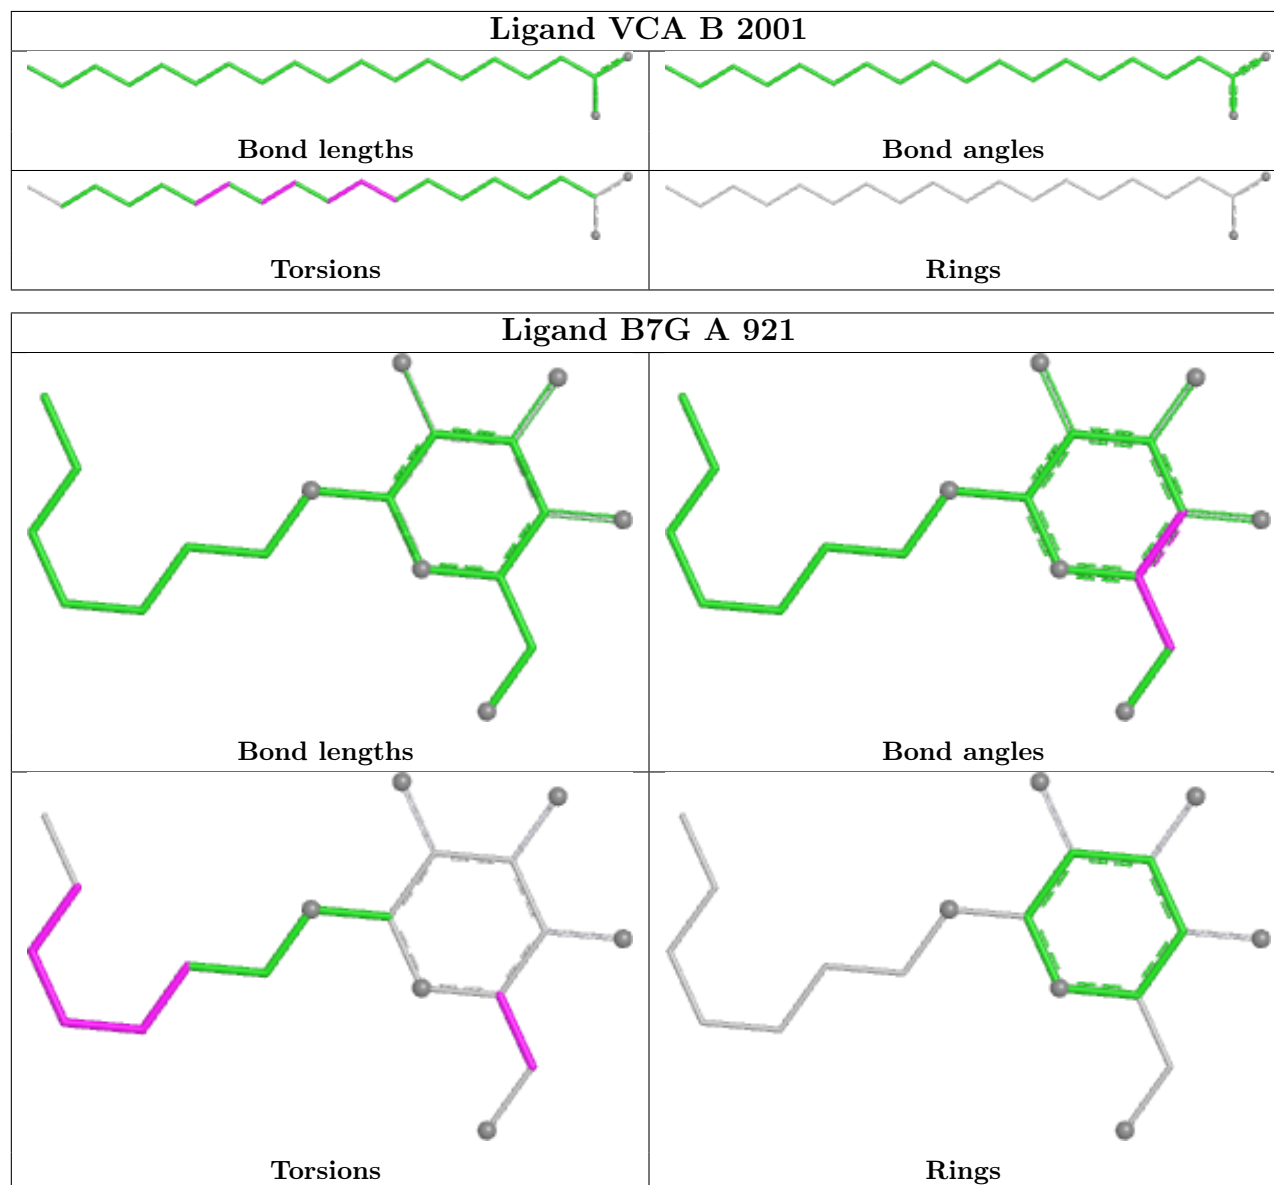 Ligand VCA B 2001
Bond lengths
Bond angles
Torsions
Rings
Ligand B7G A 921
Bond lengths
Bond angles
Torsions
Rings